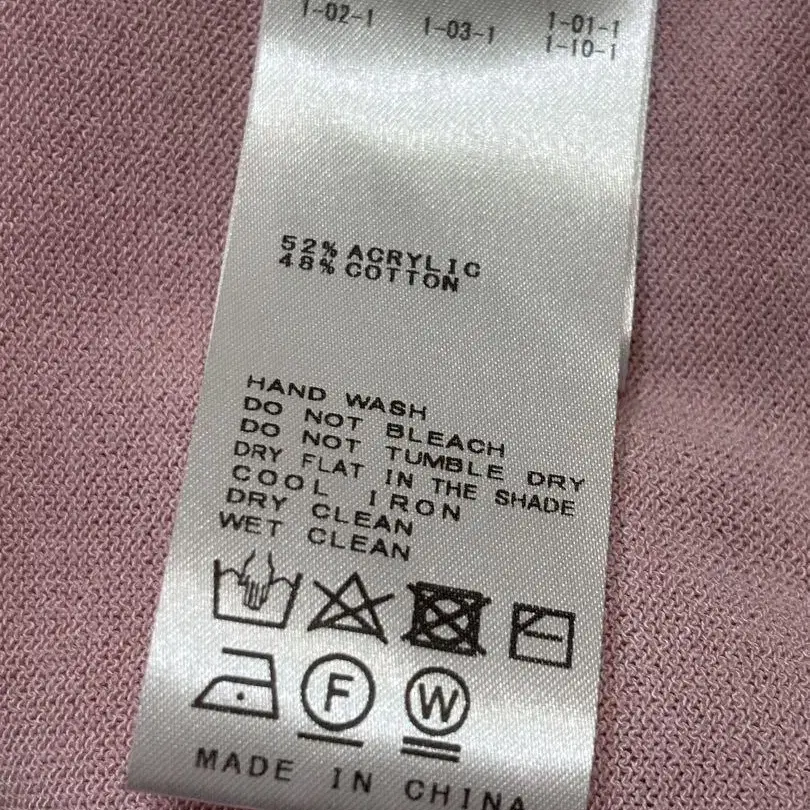 1-02-1 1-03-1 1-01-1
1-10-1
52% ACRYLIC
48% COTTON
HAND WASH
DO NOT BLEACH
DO NOT TUMBLE DRY
DRY FLAT IN THE SHADE
COOL IRON
DRY CLEAN
WET CLEAN
F W
MADE IN CHINA